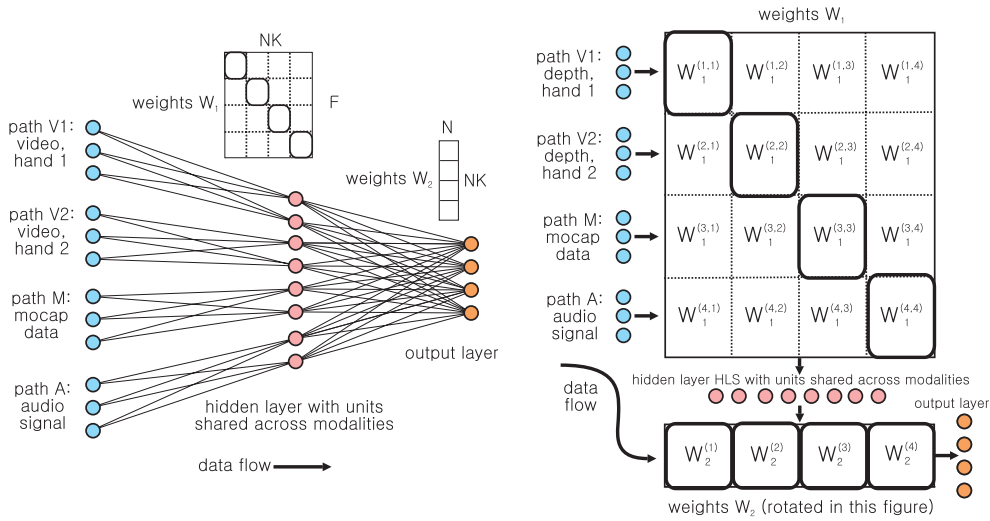 NK
weights W₁
F
N
weights W₂
NK
path V1:
video,
hand 1
path V2:
video,
hand 2
path M:
mocap
data
path A:
audio
signal
output layer
hidden layer with units
shared across modalities
data flow
weights W₁
path V1:
depth,
hand 1
path V2:
depth,
hand 2
path M:
mocap
data
path A:
audio
signal
W₁^(1,1) W₁^(1,2) W₁^(1,3) W₁^(1,4)
W₁^(2,1) W₁^(2,2) W₁^(2,3) W₁^(2,4)
W₁^(3,1) W₁^(3,2) W₁^(3,3) W₁^(3,4)
W₁^(4,1) W₁^(4,2) W₁^(4,3) W₁^(4,4)
data
flow
hidden layer HLS with units shared across modalities
output layer
W₂^(1) W₂^(2) W₂^(3) W₂^(4)
weights W₂ (rotated in this figure)